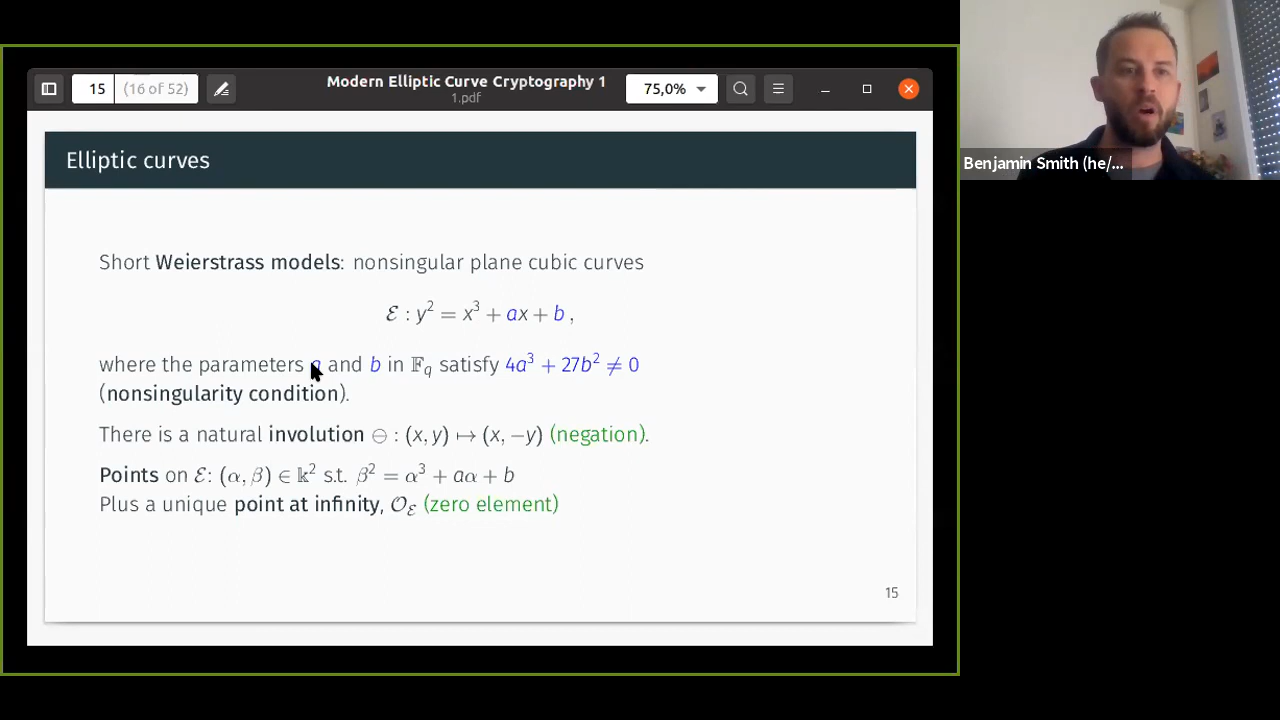 15 (16 of 52)
Modern Elliptic Curve Cryptography 1
1.pdf
75,0%
Elliptic curves
Short Weierstrass models: nonsingular plane cubic curves
ℰ : y² = x³ + ax + b ,
where the parameters a and b in 𝔽_q satisfy 4a³ + 27b² ≠ 0
(nonsingularity condition).
There is a natural involution ⊖ : (x, y) ↦ (x, −y) (negation).
Points on ℰ: (α, β) ∈ 𝕜² s.t. β² = α³ + aα + b
Plus a unique point at infinity, 𝒪_ℰ (zero element)
15
Benjamin Smith (he/...